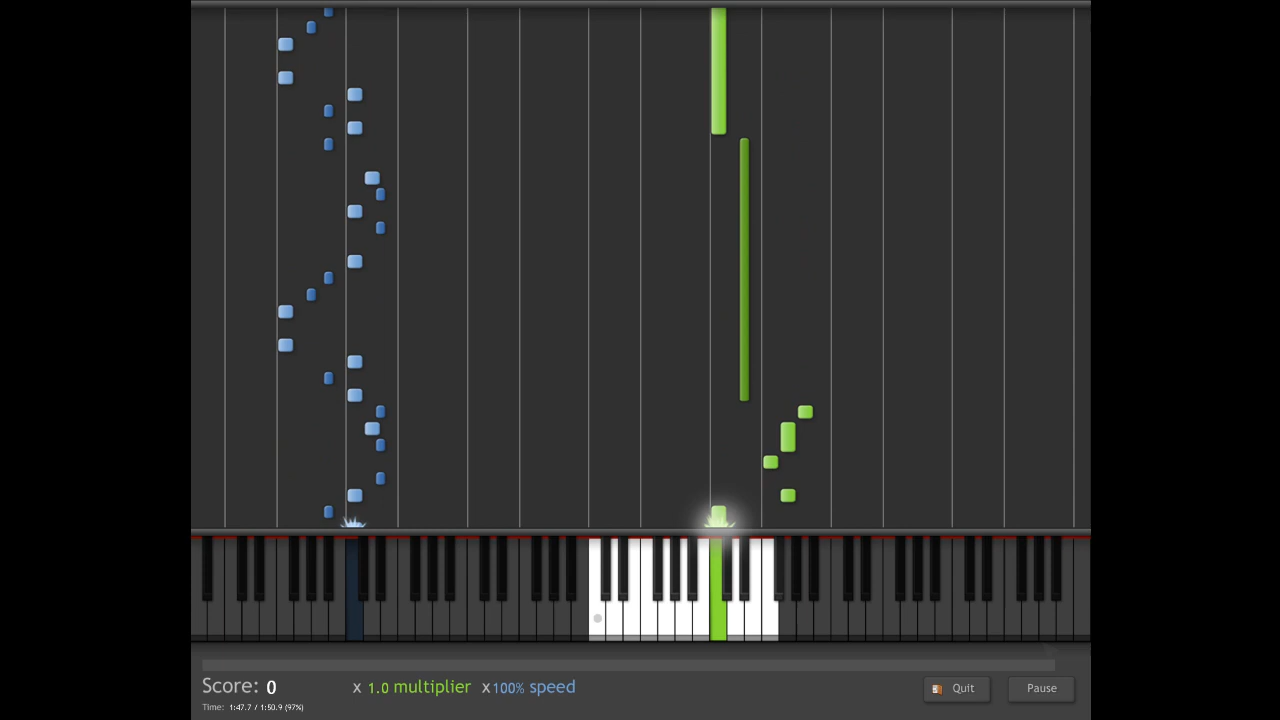 Score: 0 x 1.0 multiplier x100% speed Quit Pause
Time: 1:47.7 / 1:50.9 (97%)